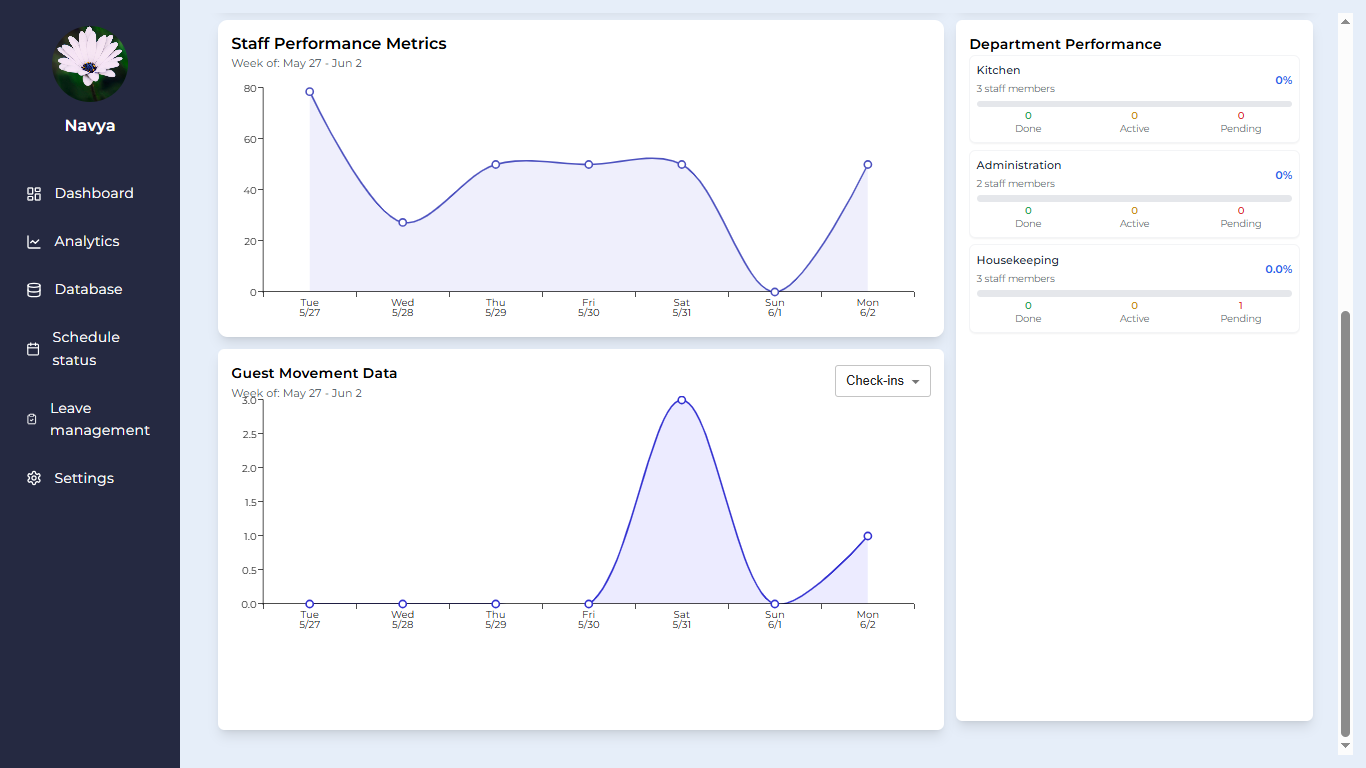 Navya
Dashboard
Analytics
Database
Schedule
status
Leave
management
Settings
Staff Performance Metrics
Week of: May 27 - Jun 2
80
60
40
20
0
Tue Wed Thu Fri Sat Sun Mon
5/27 5/28 5/29 5/30 5/31 6/1 6/2
Guest Movement Data
Week of: May 27 - Jun 2
Check-ins
3.0
2.5
2.0
1.5
1.0
0.5
0.0
Tue Wed Thu Fri Sat Sun Mon
5/27 5/28 5/29 5/30 5/31 6/1 6/2
Department Performance
Kitchen
3 staff members
0%
0 0 0
Done Active Pending
Administration
2 staff members
0%
0 0 0
Done Active Pending
Housekeeping
3 staff members
0.0%
0 0 1
Done Active Pending